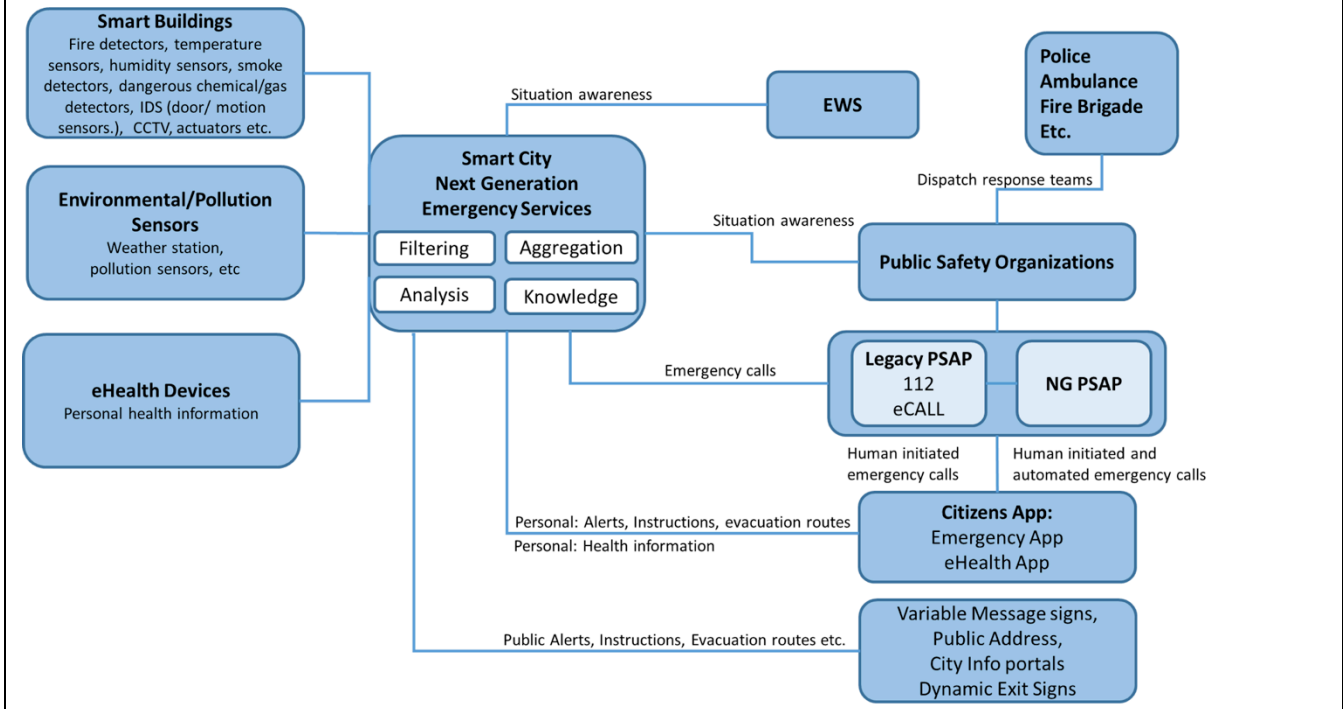 Smart Buildings
Fire detectors, temperature
sensors, humidity sensors, smoke
detectors, dangerous chemical/gas
detectors, IDS (door/ motion
sensors.), CCTV, actuators etc.
Environmental/Pollution
Sensors
Weather station,
pollution sensors, etc
eHealth Devices
Personal health information
Smart City
Next Generation
Emergency Services
Filtering
Aggregation
Analysis
Knowledge
Situation awareness
EWS
Police
Ambulance
Fire Brigade
Etc.
Dispatch response teams
Situation awareness
Public Safety Organizations
Emergency calls
Legacy PSAP
112
eCALL
NG PSAP
Human initiated
emergency calls
Human initiated and
automated emergency calls
Personal: Alerts, Instructions, evacuation routes
Personal: Health information
Citizens App:
Emergency App
eHealth App
Public Alerts, Instructions, Evacuation routes etc.
Variable Message signs,
Public Address,
City Info portals
Dynamic Exit Signs